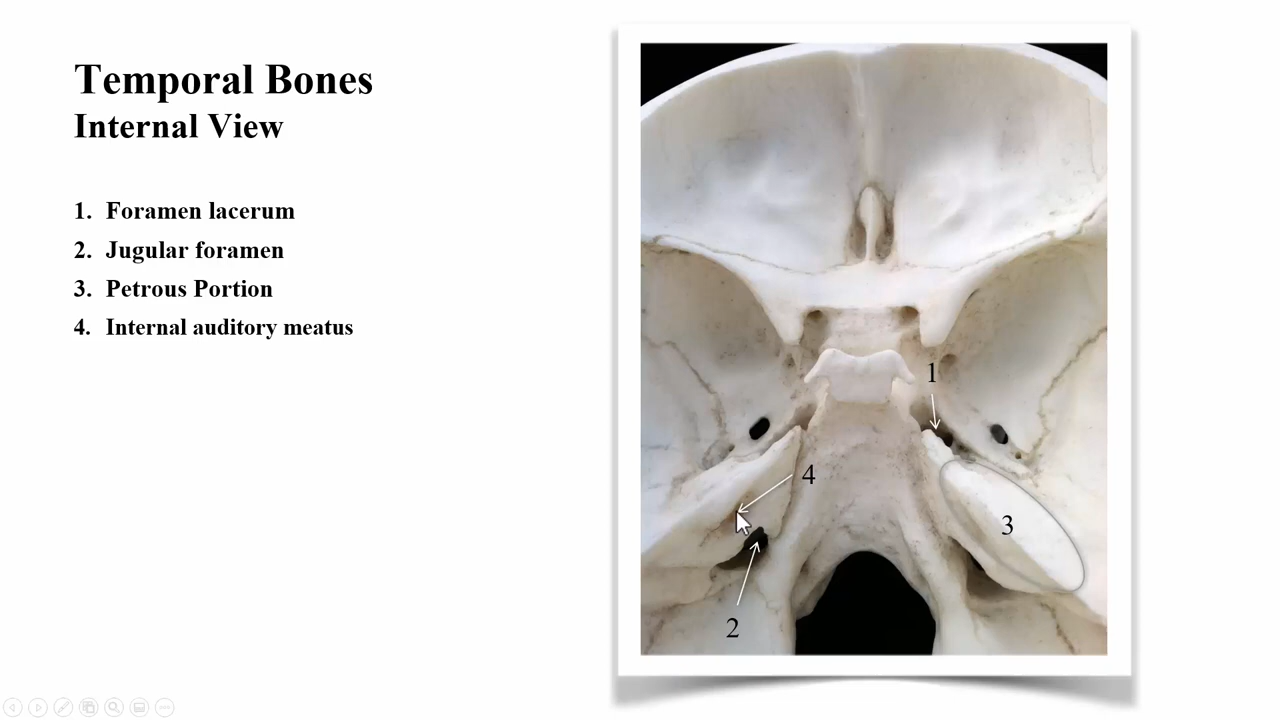 Temporal Bones
Internal View
1. Foramen lacerum
2. Jugular foramen
3. Petrous Portion
4. Internal auditory meatus
1
4
3
2